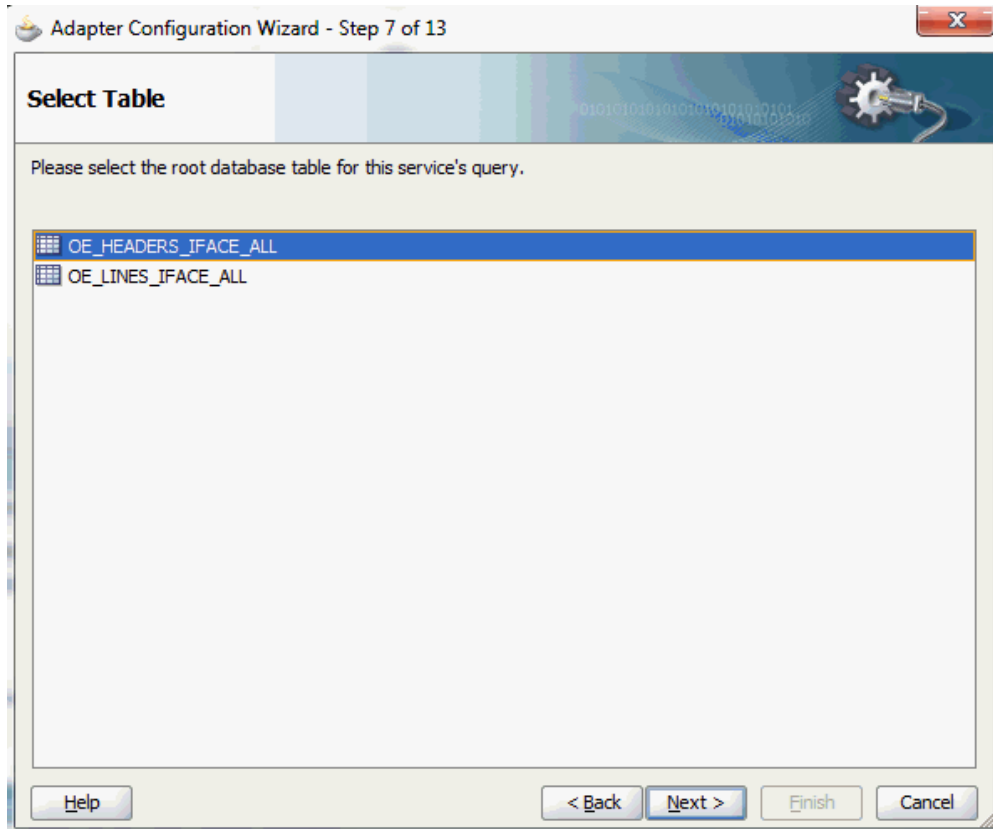 Adapter Configuration Wizard - Step 7 of 13
X
Select Table
Please select the root database table for this service's query.
OE_HEADERS_IFACE_ALL
OE_LINES_IFACE_ALL
Help
< Back
Next >
Finish
Cancel